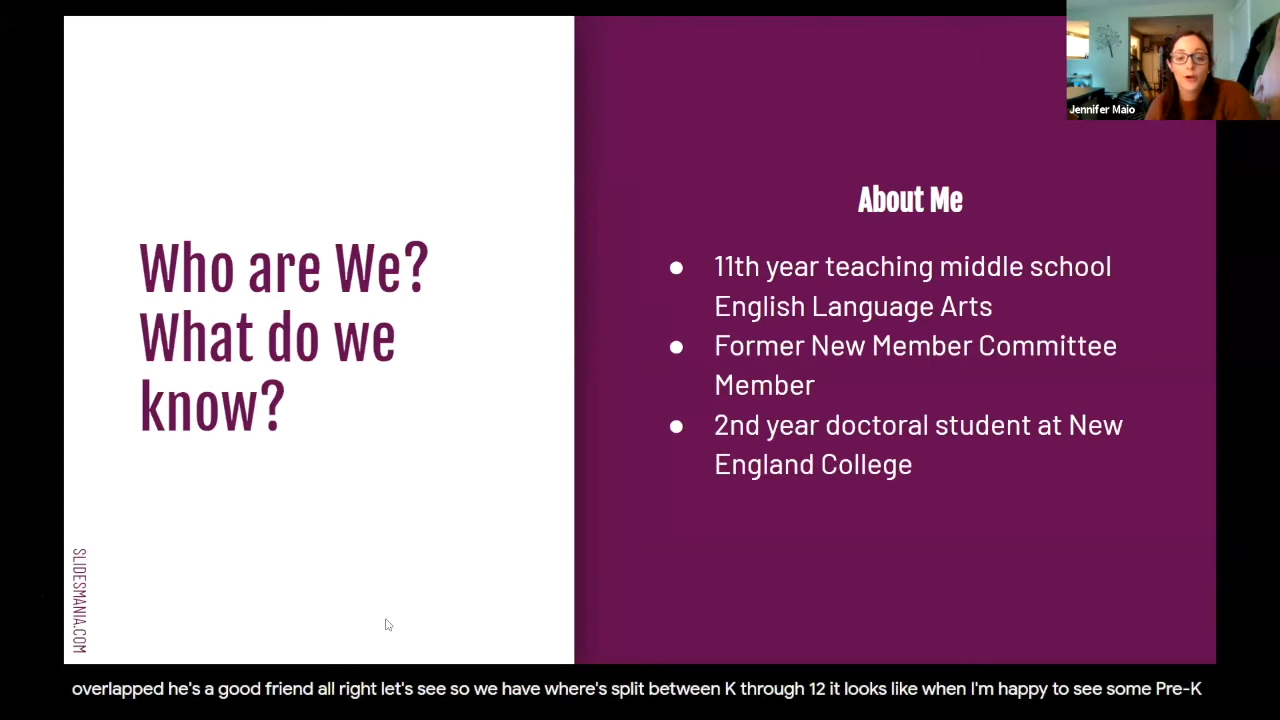 Who are We?
What do we
know?
SLIDESMANIA.COM
Jennifer Maio
About Me
● 11th year teaching middle school
English Language Arts
● Former New Member Committee
Member
● 2nd year doctoral student at New
England College
overlapped he's a good friend all right let's see so we have where's split between K through 12 it looks like when I'm happy to see some Pre-K